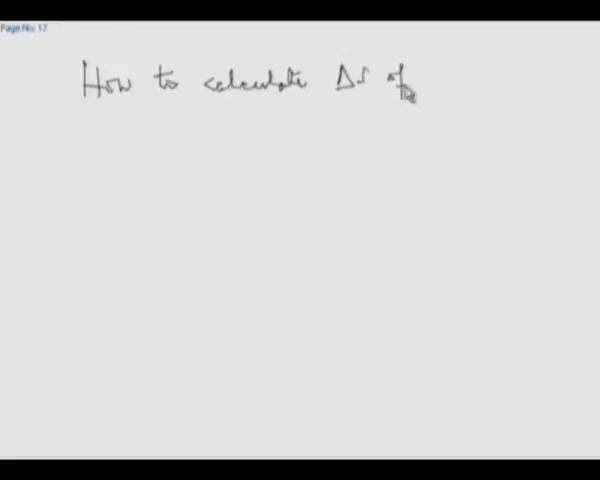 Page No: 17
How to calculate ΔS of